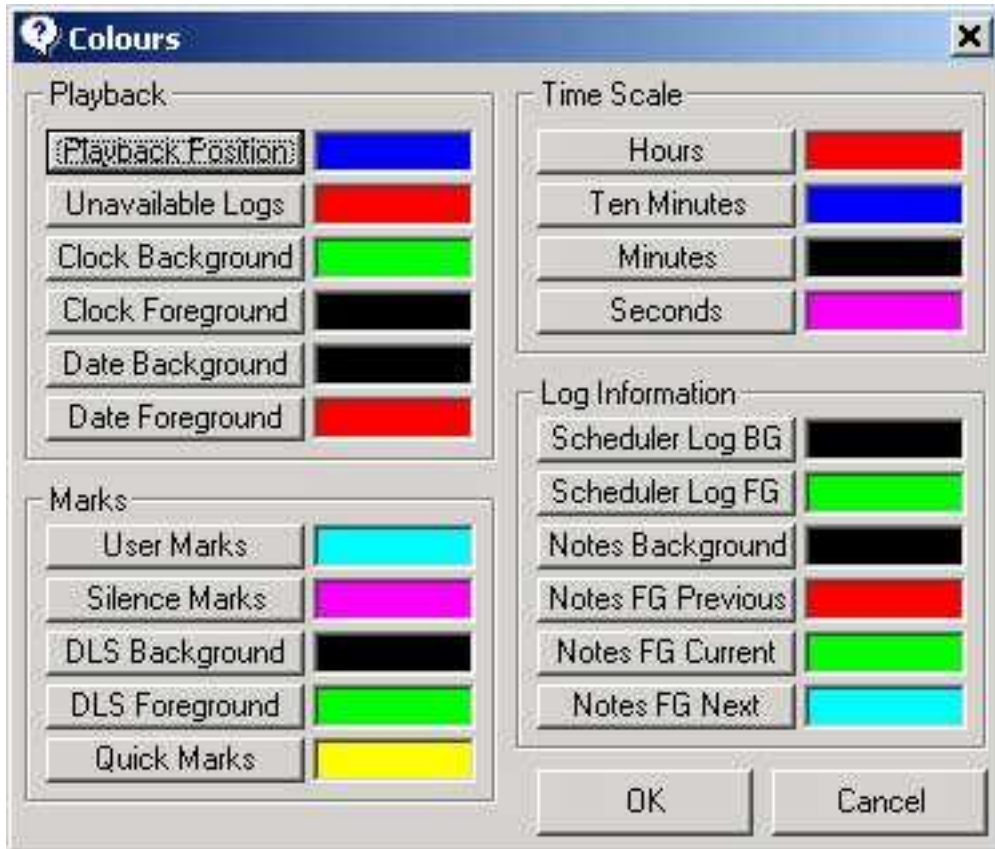 Colours
Playback
Playback Position
Unavailable Logs
Clock Background
Clock Foreground
Date Background
Date Foreground
Marks
User Marks
Silence Marks
DLS Background
DLS Foreground
Quick Marks
Time Scale
Hours
Ten Minutes
Minutes
Seconds
Log Information
Scheduler Log BG
Scheduler Log FG
Notes Background
Notes FG Previous
Notes FG Current
Notes FG Next
OK
Cancel